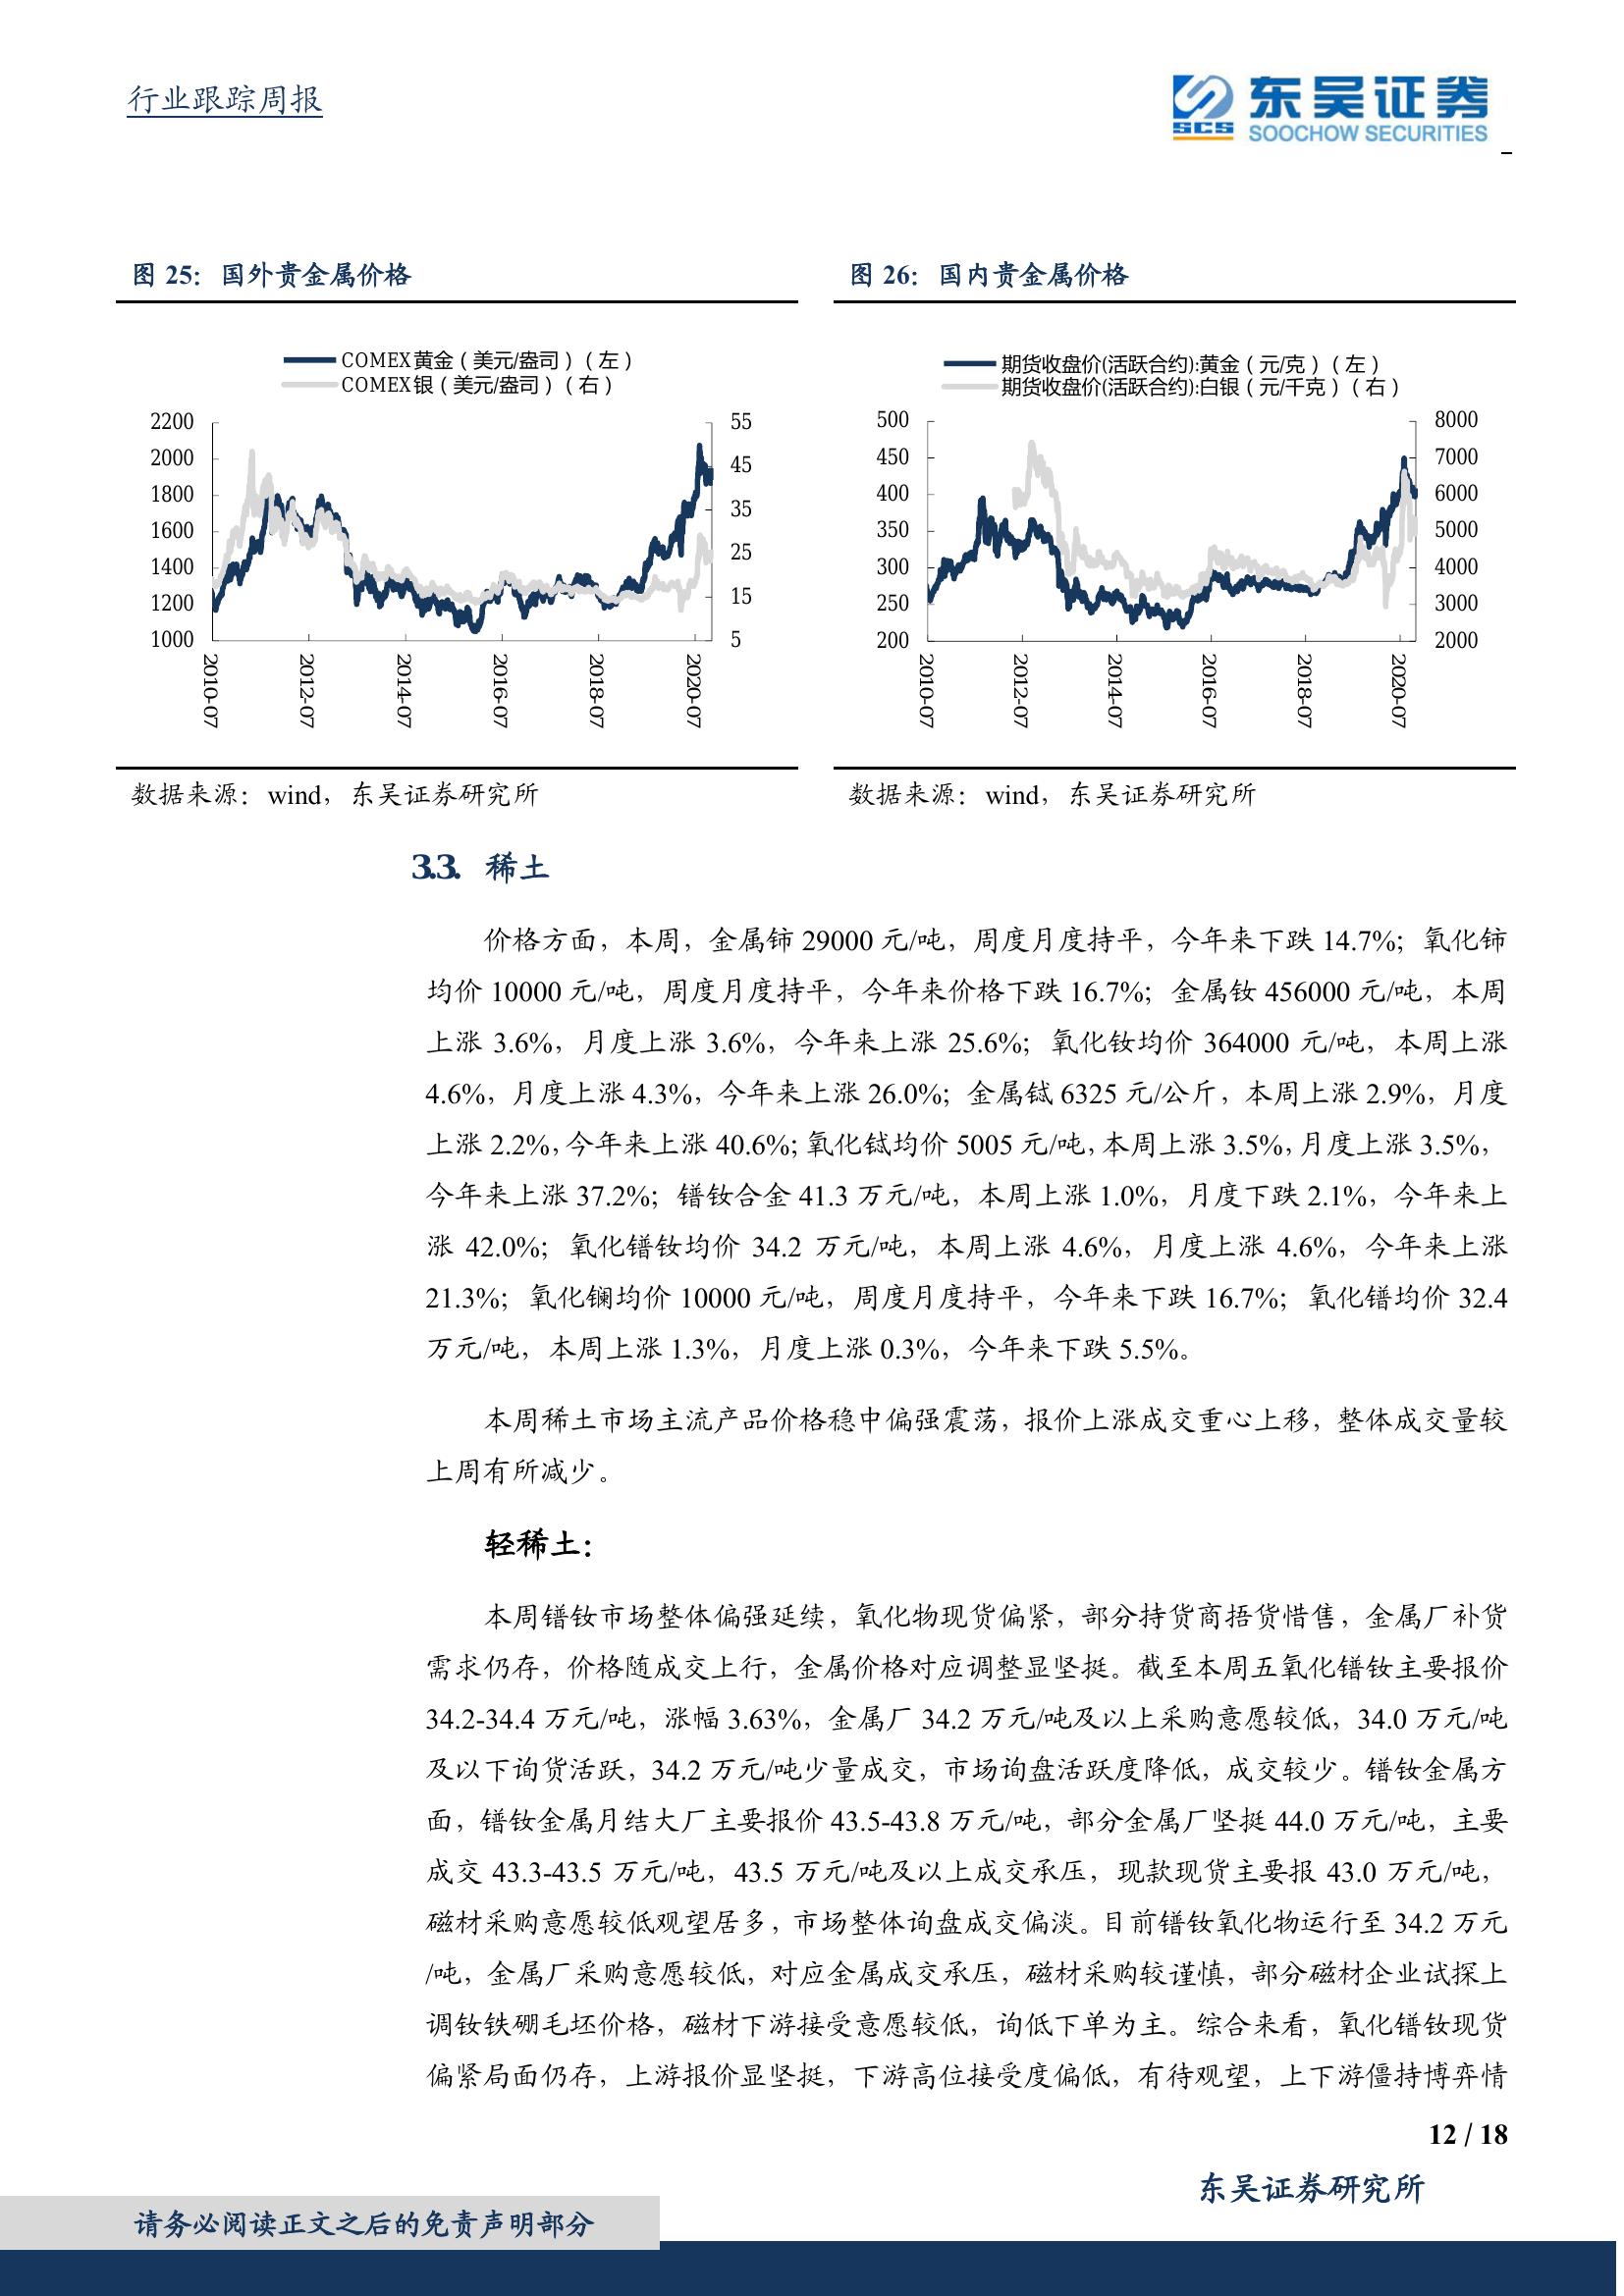 行业跟踪周报
SCS
东吴证券
SOOCHOW SECURITIES
图 25：国外贵金属价格
COMEX黄金（美元/盎司）（左）
COMEX银（美元/盎司）（右）
2200
2000
1800
1600
1400
1200
1000
55
45
35
25
15
5
2010-07
2012-07
2014-07
2016-07
2018-07
2020-07
数据来源：wind，东吴证券研究所
图 26：国内贵金属价格
期货收盘价(活跃合约):黄金（元/克）（左）
期货收盘价(活跃合约):白银（元/千克）（右）
500
450
400
350
300
250
200
8000
7000
6000
5000
4000
3000
2000
2010-07
2012-07
2014-07
2016-07
2018-07
2020-07
数据来源：wind，东吴证券研究所
3.3. 稀土
价格方面，本周，金属铈 29000 元/吨，周度月度持平，今年来下跌 14.7%；氧化铈
均价 10000 元/吨，周度月度持平，今年来价格下跌 16.7%；金属钕 456000 元/吨，本周
上涨 3.6%，月度上涨 3.6%，今年来上涨 25.6%；氧化钕均价 364000 元/吨，本周上涨
4.6%，月度上涨 4.3%，今年来上涨 26.0%；金属铽 6325 元/公斤，本周上涨 2.9%，月度
上涨 2.2%，今年来上涨 40.6%；氧化铽均价 5005 元/吨，本周上涨 3.5%，月度上涨 3.5%，
今年来上涨 37.2%；镨钕合金 41.3 万元/吨，本周上涨 1.0%，月度下跌 2.1%，今年来上
涨 42.0%；氧化镨钕均价 34.2 万元/吨，本周上涨 4.6%，月度上涨 4.6%，今年来上涨
21.3%；氧化镧均价 10000 元/吨，周度月度持平，今年来下跌 16.7%；氧化镨均价 32.4
万元/吨，本周上涨 1.3%，月度上涨 0.3%，今年来下跌 5.5%。
本周稀土市场主流产品价格稳中偏强震荡，报价上涨成交重心上移，整体成交量较
上周有所减少。
轻稀土：
本周镨钕市场整体偏强延续，氧化物现货偏紧，部分持货商捂货惜售，金属厂补货
需求仍存，价格随成交上行，金属价格对应调整显坚挺。截至本周五氧化镨钕主要报价
34.2-34.4 万元/吨，涨幅 3.63%，金属厂 34.2 万元/吨及以上采购意愿较低，34.0 万元/吨
及以下询货活跃，34.2 万元/吨少量成交，市场询盘活跃度降低，成交较少。镨钕金属方
面，镨钕金属月结大厂主要报价 43.5-43.8 万元/吨，部分金属厂坚挺 44.0 万元/吨，主要
成交 43.3-43.5 万元/吨，43.5 万元/吨及以上成交承压，现款现货主要报 43.0 万元/吨，
磁材采购意愿较低观望居多，市场整体询盘成交偏淡。目前镨钕氧化物运行至 34.2 万元
/吨，金属厂采购意愿较低，对应金属成交承压，磁材采购较谨慎，部分磁材企业试探上
调钕铁硼毛坯价格，磁材下游接受意愿较低，询低下单为主。综合来看，氧化镨钕现货
偏紧局面仍存，上游报价显坚挺，下游高位接受度偏低，有待观望，上下游僵持博弈情
12 / 18
东吴证券研究所
请务必阅读正文之后的免责声明部分